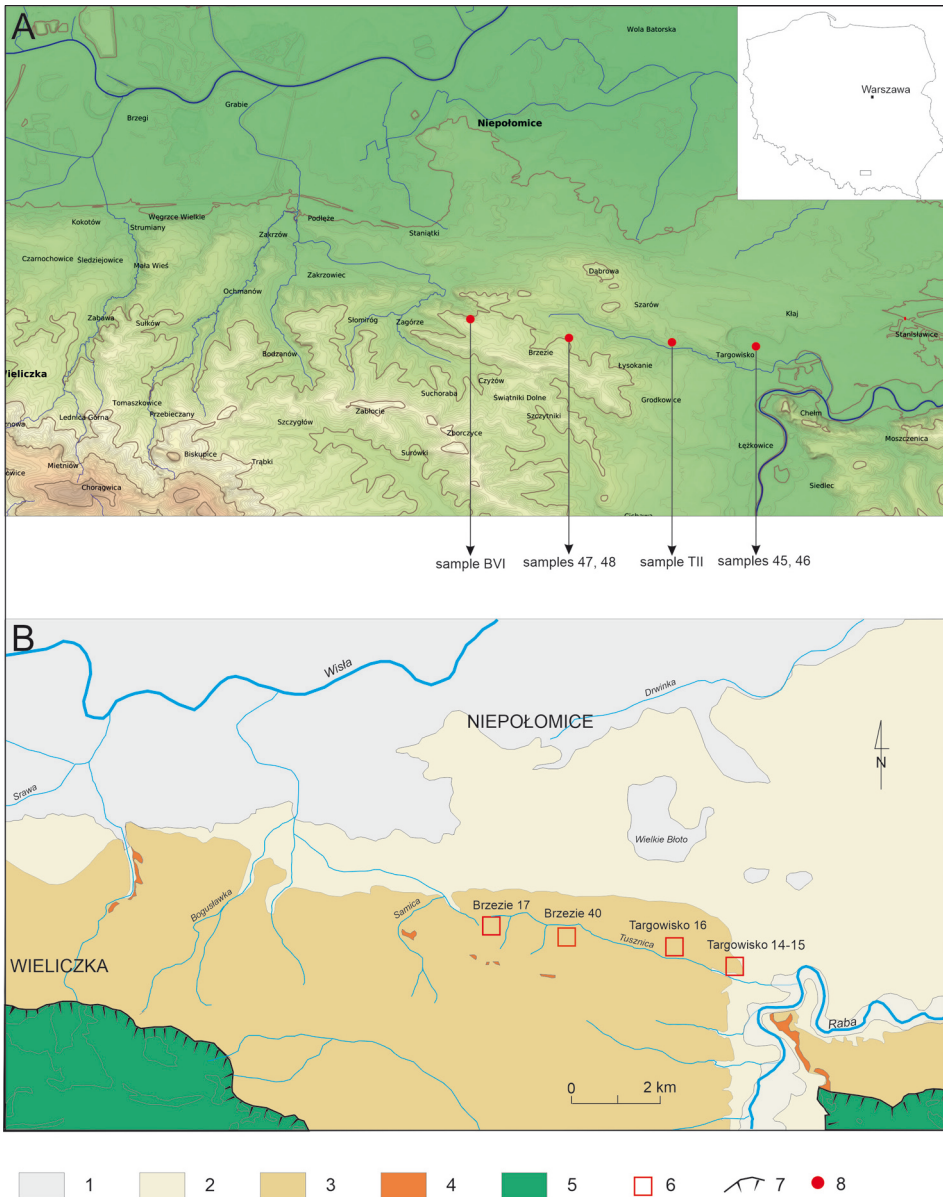 A
Wola Batorska
Warszawa
Grabie
Brzegi
Niepołomice
Węgrzce Wielkie
Kokotów
Strumiany
Podłęże
Zakrzów
Staniątki
Czarnochowice
Śledziejowice
Mała Wieś
Zakrzowiec
Dąbrowa
Ochmanów
Szarów
Kłaj
Zabawa
Sułków
Słomiróg
Zagórze
Stanisławice
Bodzanów
Brzezie
Targowisko
Łysokanie
Wieliczka
Czyżów
Suchoraba
Świątniki Dolne
Grodkowice
Tomaszkowice
Lednica Górna
Przebieczany
Zabłocie
Szczytniki
Chełm
Szczygłów
Zborczyce
Łężkowice
Moszczenica
Biskupice
Trąbki
Surówki
Mietniów
Siedlec
Chorągwica
sample BVI
samples 47, 48
sample TII
samples 45, 46
B
Wisła
Drwinka
NIEPOŁOMICE
N
Srawa
Wielkie Błoto
Bogusławka
Samica
Brzezie 17
Brzezie 40
Targowisko 16
Tusznica
Targowisko 14-15
WIELICZKA
Raba
0 2 km
1 2 3 4 5 6 7 8